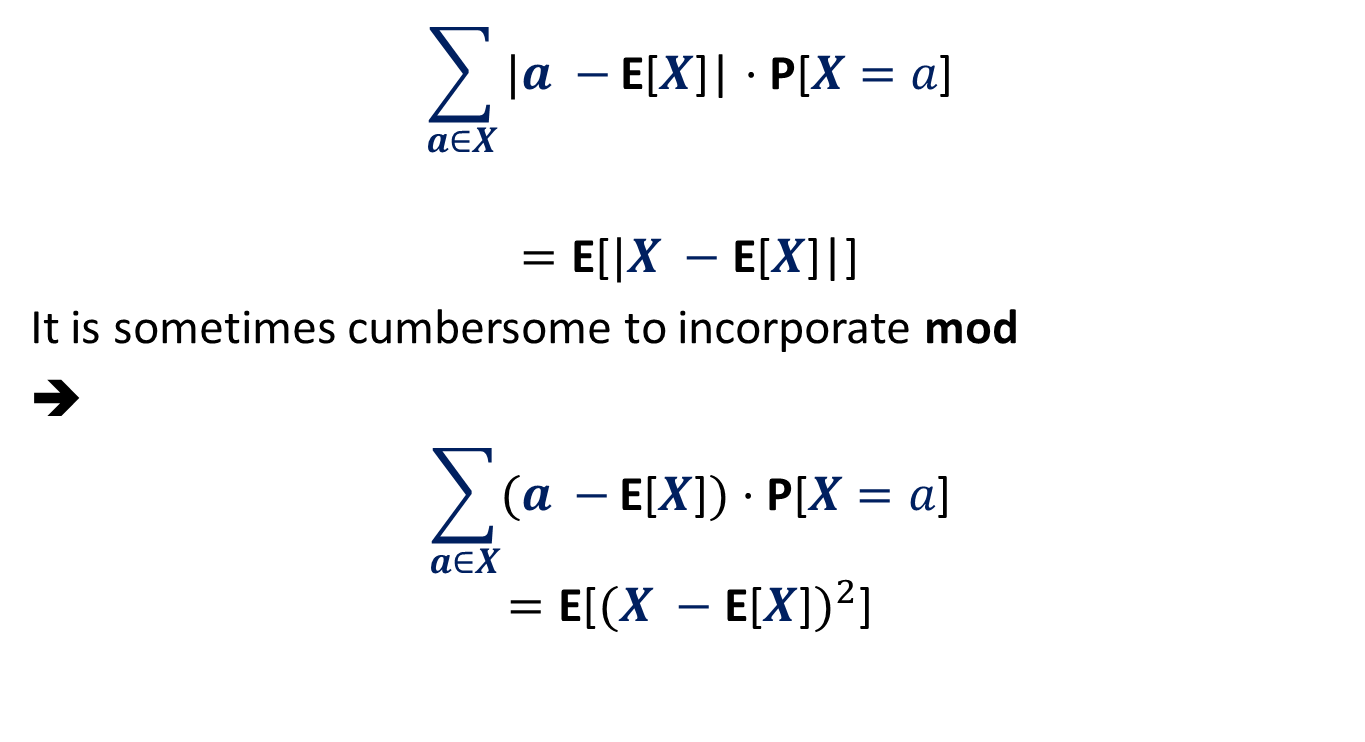 ∑ |a − E[X]| · P[X = a]
a∈X
= E[|X − E[X]|]
It is sometimes cumbersome to incorporate mod
➔
∑ (a − E[X]) · P[X = a]
a∈X
= E[(X − E[X])²]